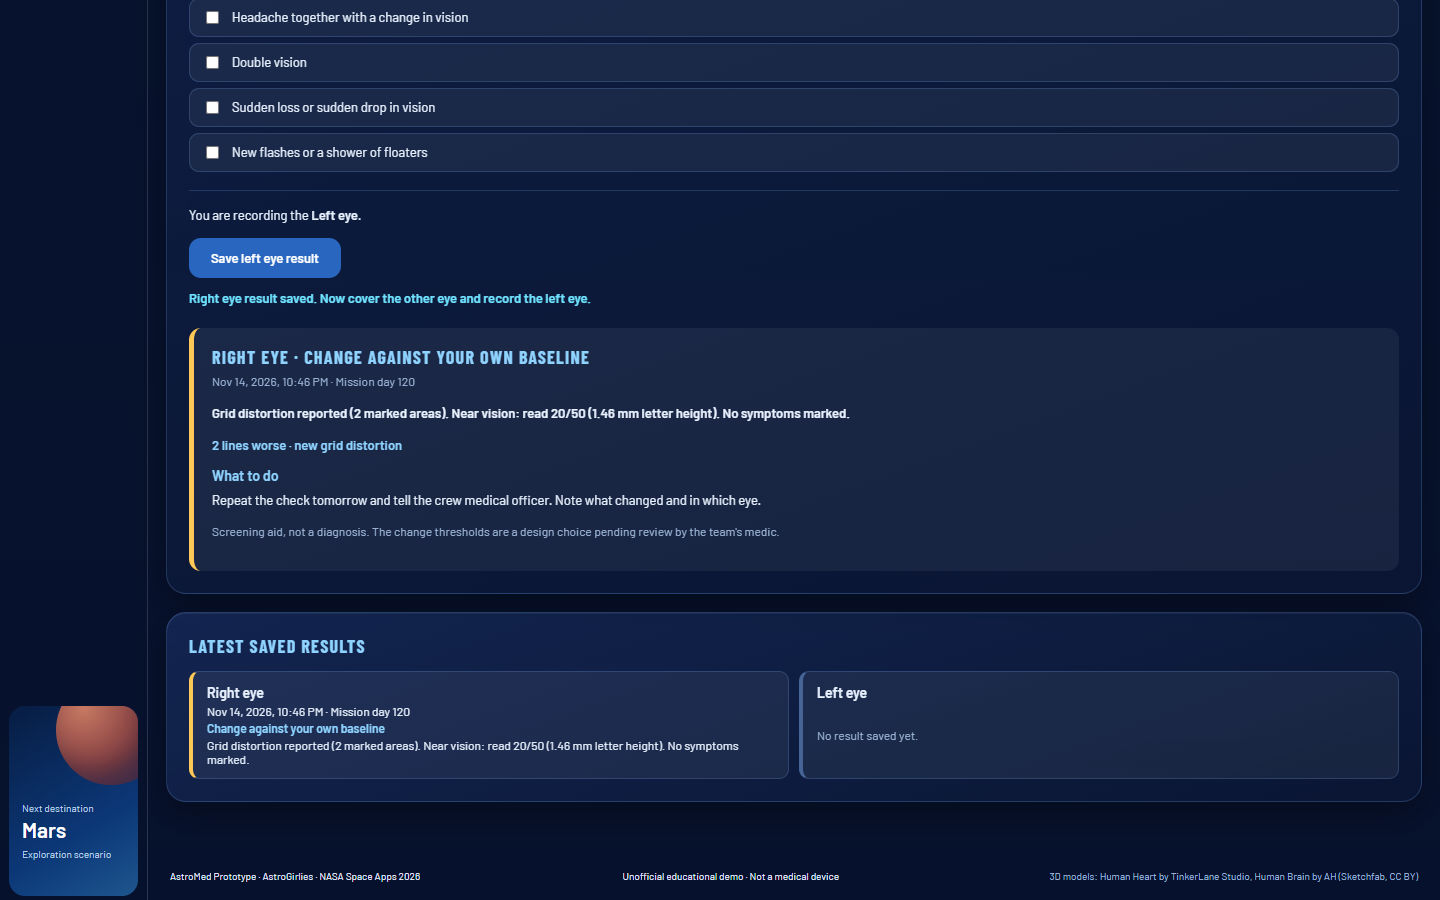 Headache together with a change in vision
Double vision
Sudden loss or sudden drop in vision
New flashes or a shower of floaters
You are recording the Left eye.
Save left eye result
Right eye result saved. Now cover the other eye and record the left eye.
RIGHT EYE · CHANGE AGAINST YOUR OWN BASELINE
Nov 14, 2026, 10:46 PM · Mission day 120
Grid distortion reported (2 marked areas). Near vision: read 20/50 (1.46 mm letter height). No symptoms marked.
2 lines worse · new grid distortion
What to do
Repeat the check tomorrow and tell the crew medical officer. Note what changed and in which eye.
Screening aid, not a diagnosis. The change thresholds are a design choice pending review by the team's medic.
LATEST SAVED RESULTS
Right eye
Nov 14, 2026, 10:46 PM · Mission day 120
Change against your own baseline
Grid distortion reported (2 marked areas). Near vision: read 20/50 (1.46 mm letter height). No symptoms
marked.
Left eye
No result saved yet.
Next destination
Mars
Exploration scenario
AstroMed Prototype · AstroGirlies · NASA Space Apps 2026
Unofficial educational demo · Not a medical device
3D models: Human Heart by TinkerLane Studio, Human Brain by AH (Sketchfab, CC BY)